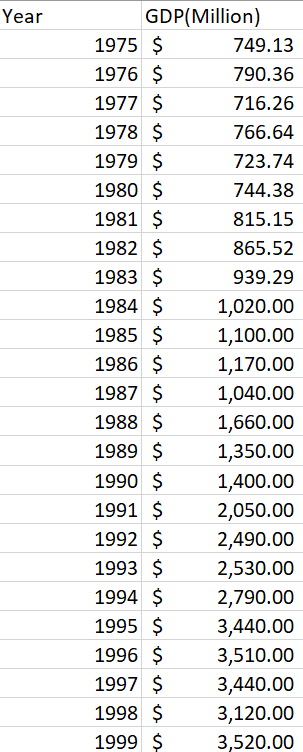 Year GDP(Million)
1975 $ 749.13
1976 $ 790.36
1977 $ 716.26
1978 $ 766.64
1979 $ 723.74
1980 $ 744.38
1981 $ 815.15
1982 $ 865.52
1983 $ 939.29
1984 $ 1,020.00
1985 $ 1,100.00
1986 $ 1,170.00
1987 $ 1,040.00
1988 $ 1,660.00
1989 $ 1,350.00
1990 $ 1,400.00
1991 $ 2,050.00
1992 $ 2,490.00
1993 $ 2,530.00
1994 $ 2,790.00
1995 $ 3,440.00
1996 $ 3,510.00
1997 $ 3,440.00
1998 $ 3,120.00
1999 $ 3,520.00